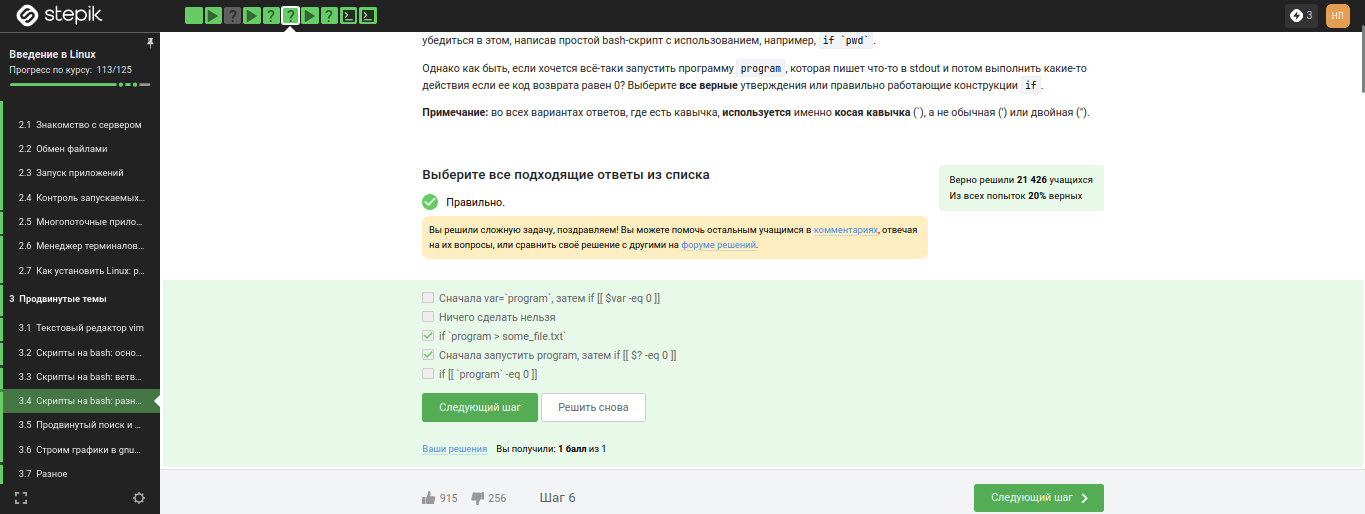 stepik
3
НП
Введение в Linux
Прогресс по курсу: 113/125
2.1 Знакомство с сервером
2.2 Обмен файлами
2.3 Запуск приложений
2.4 Контроль запускаемых...
2.5 Многопоточные прило...
2.6 Менеджер терминалов...
2.7 Как установить Linux: р...
3 Продвинутые темы
3.1 Текстовый редактор vim
3.2 Скрипты на bash: осно...
3.3 Скрипты на bash: ветв...
3.4 Скрипты на bash: разн...
3.5 Продвинутый поиск и ...
3.6 Строим графики в gnu...
3.7 Разное
убедиться в этом, написав простой bash-скрипт с использованием, например, if `pwd`.
Однако как быть, если хочется всё-таки запустить программу program, которая пишет что-то в stdout и потом выполнить какие-то
действия если ее код возврата равен 0? Выберите все верные утверждения или правильно работающие конструкции if.
Примечание: во всех вариантах ответов, где есть кавычка, используется именно косая кавычка (`), а не обычная (') или двойная (").
Выберите все подходящие ответы из списка
Верно решили 21 426 учащихся
Из всех попыток 20% верных
Правильно.
Вы решили сложную задачу, поздравляем! Вы можете помочь остальным учащимся в комментариях, отвечая
на их вопросы, или сравнить своё решение с другими на форуме решений.
Сначала var=`program`, затем if [[ $var -eq 0 ]]
Ничего сделать нельзя
if `program > some_file.txt`
Сначала запустить program, затем if [[ $? -eq 0 ]]
if [[ `program` -eq 0 ]]
Следующий шаг
Решить снова
Ваши решения Вы получили: 1 балл из 1
915
256
Шаг 6
Следующий шаг